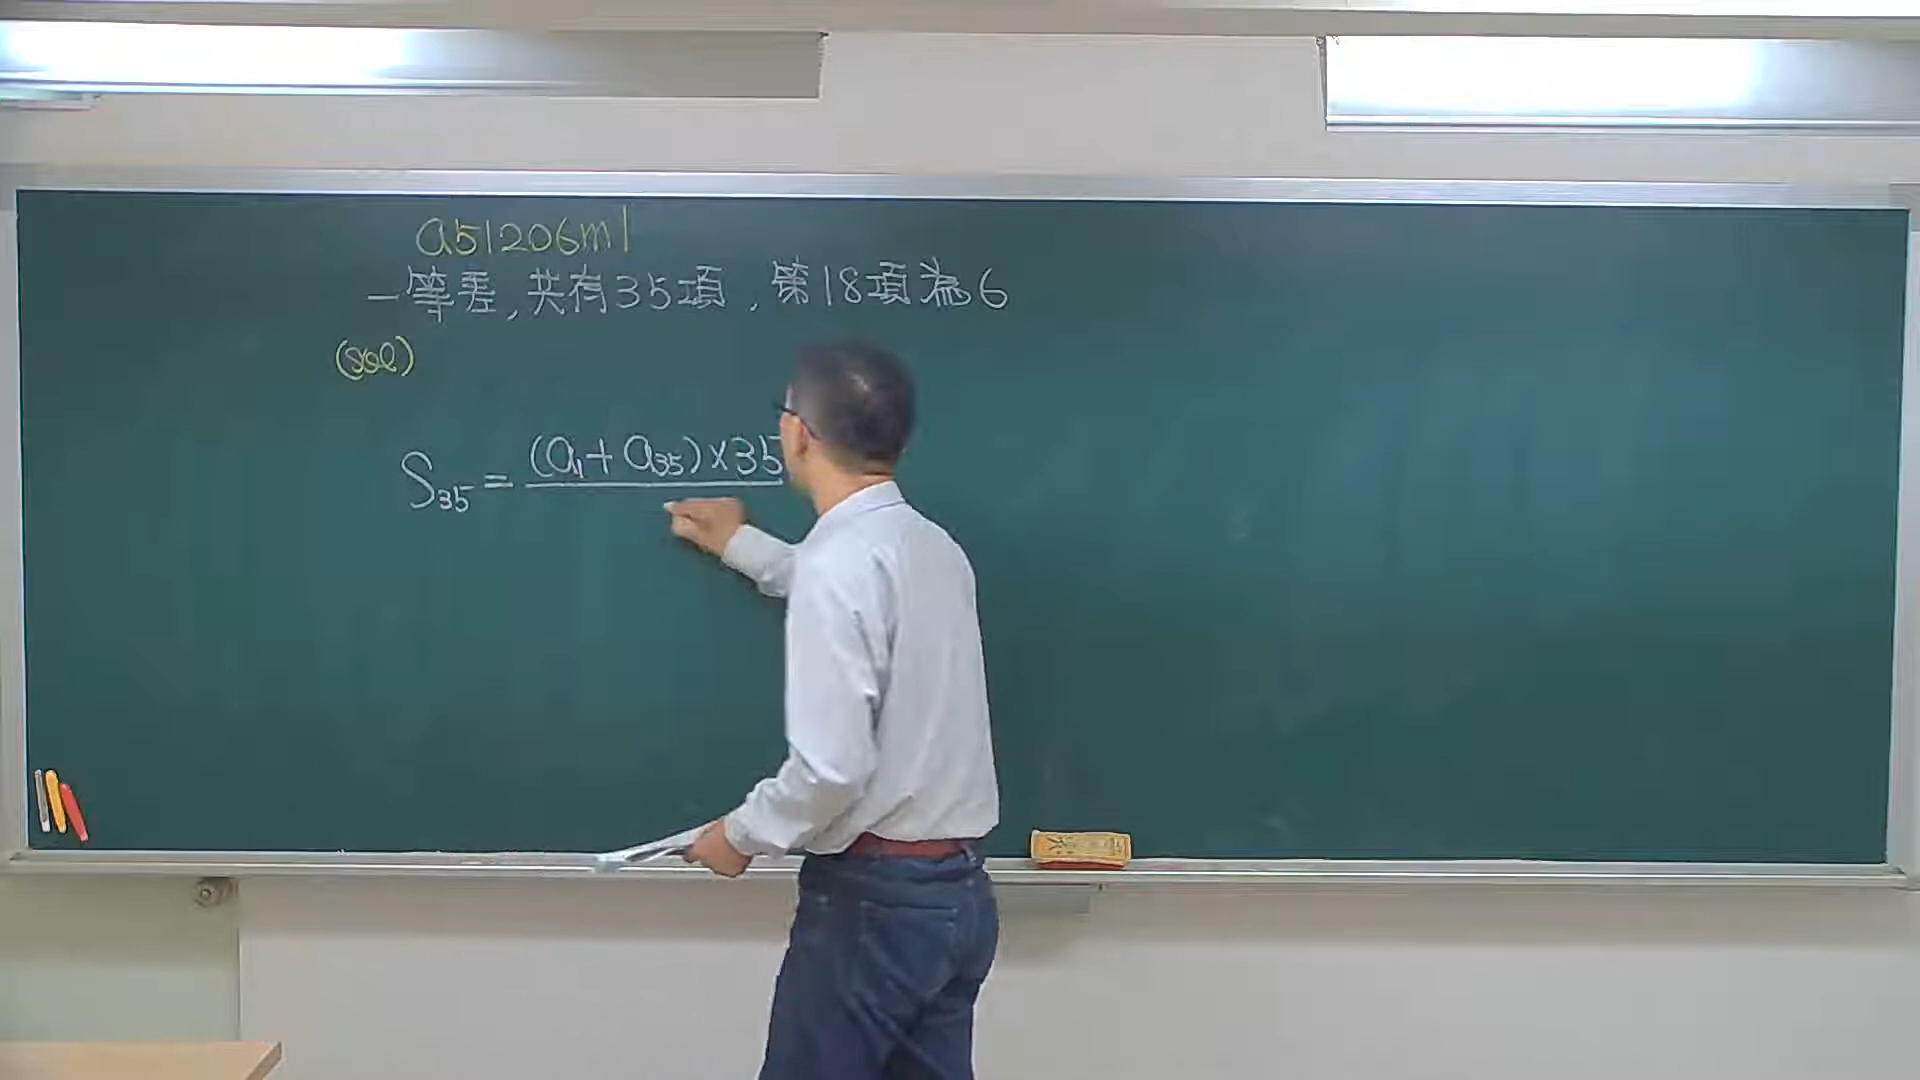 a51206m1
一等差,共有35項,第18項為6
(sol)
S₃₅ = (a₁+a₃₅)×35